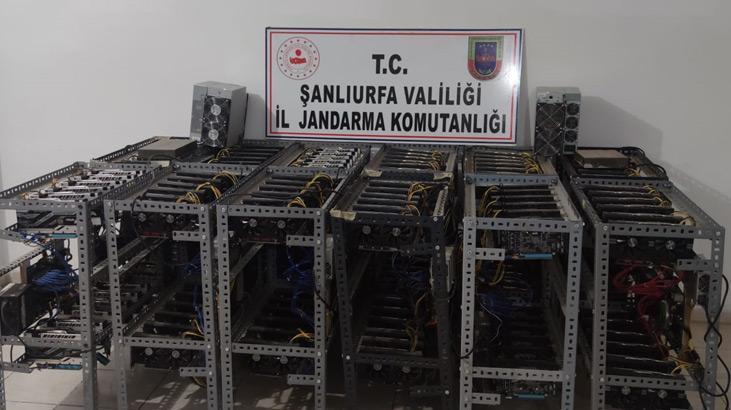 T.C.
ŞANLIURFA VALİLİĞİ
İL JANDARMA KOMUTANLIĞI